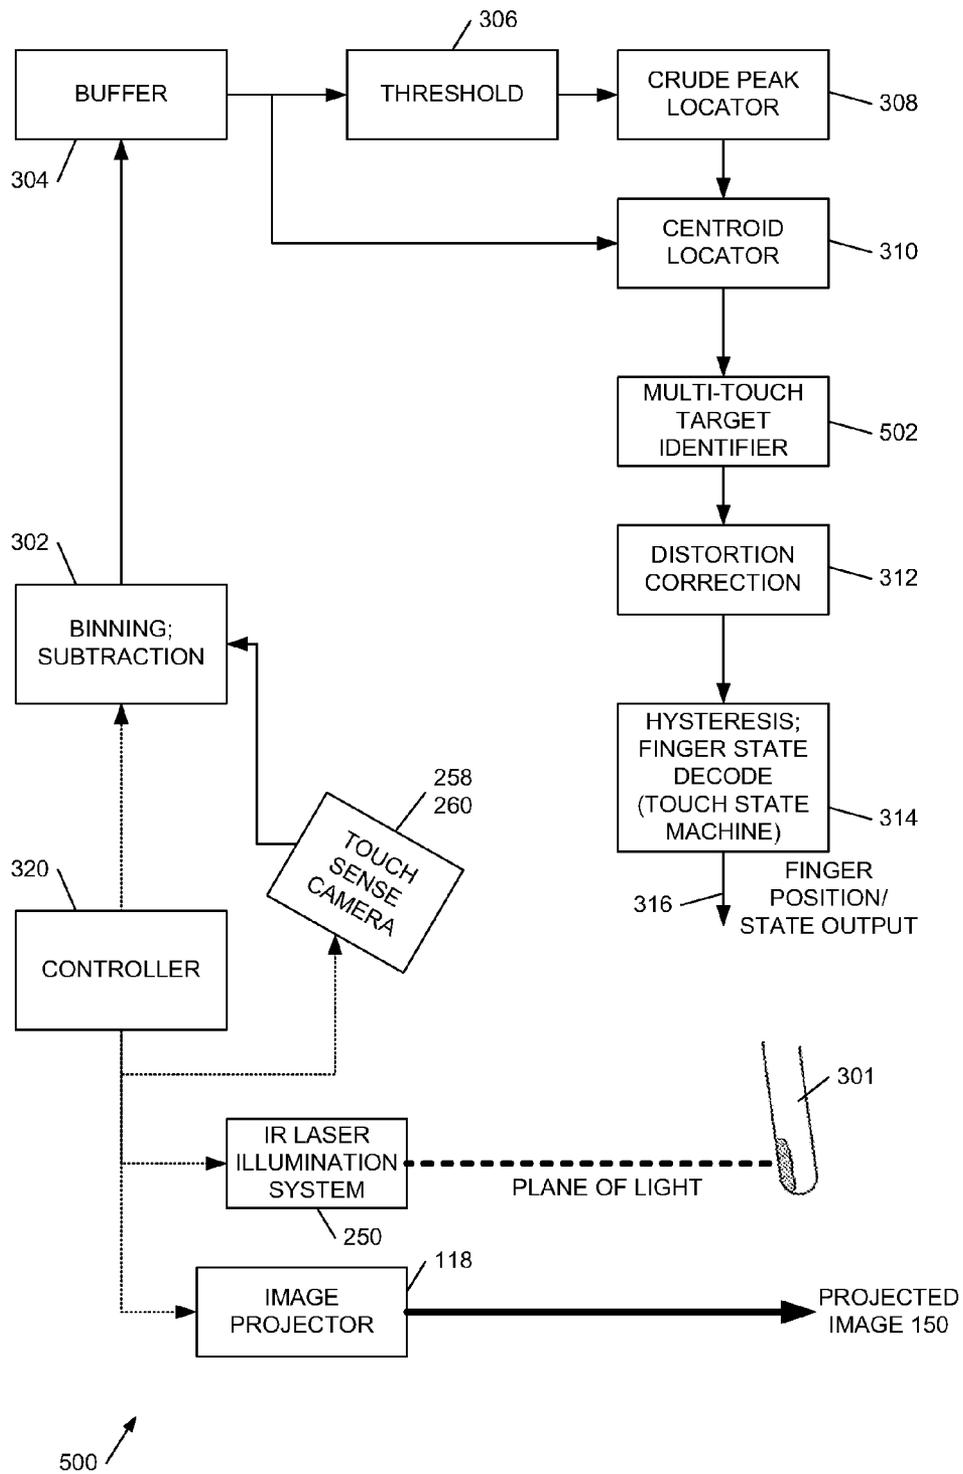 306
BUFFER
THRESHOLD
CRUDE PEAK
LOCATOR
308
304
CENTROID
LOCATOR
310
MULTI-TOUCH
TARGET
IDENTIFIER
502
302
DISTORTION
CORRECTION
312
BINNING;
SUBTRACTION
HYSTERESIS;
FINGER STATE
DECODE
(TOUCH STATE
MACHINE)
314
258
260
TOUCH
SENSE
CAMERA
320
316
FINGER
POSITION/
STATE OUTPUT
CONTROLLER
301
IR LASER
ILLUMINATION
SYSTEM
PLANE OF LIGHT
250
118
IMAGE
PROJECTOR
PROJECTED
IMAGE 150
500